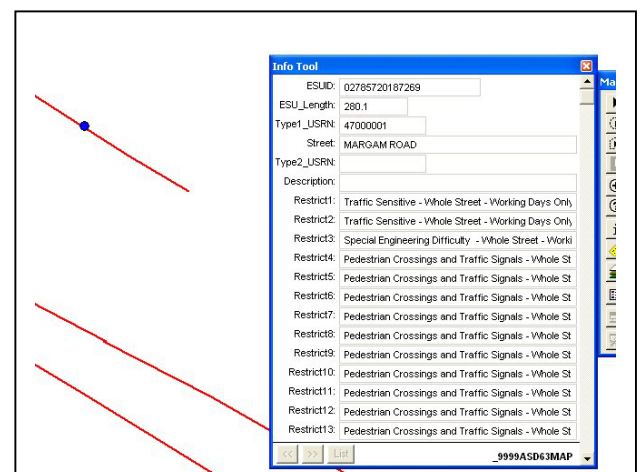 Info Tool
ESUID: 02785720187269
ESU_Length: 280.1
Type1_USRN: 47000001
Street: MARGAM ROAD
Type2_USRN:
Description:
Restrict1: Traffic Sensitive - Whole Street - Working Days Only
Restrict2: Traffic Sensitive - Whole Street - Working Days Only
Restrict3: Special Engineering Difficulty - Whole Street - Worki
Restrict4: Pedestrian Crossings and Traffic Signals - Whole St
Restrict5: Pedestrian Crossings and Traffic Signals - Whole St
Restrict6: Pedestrian Crossings and Traffic Signals - Whole St
Restrict7: Pedestrian Crossings and Traffic Signals - Whole St
Restrict8: Pedestrian Crossings and Traffic Signals - Whole St
Restrict9: Pedestrian Crossings and Traffic Signals - Whole St
Restrict10: Pedestrian Crossings and Traffic Signals - Whole St
Restrict11: Pedestrian Crossings and Traffic Signals - Whole St
Restrict12: Pedestrian Crossings and Traffic Signals - Whole St
Restrict13: Pedestrian Crossings and Traffic Signals - Whole St
<< >> List _9999ASD63MAP
Ma